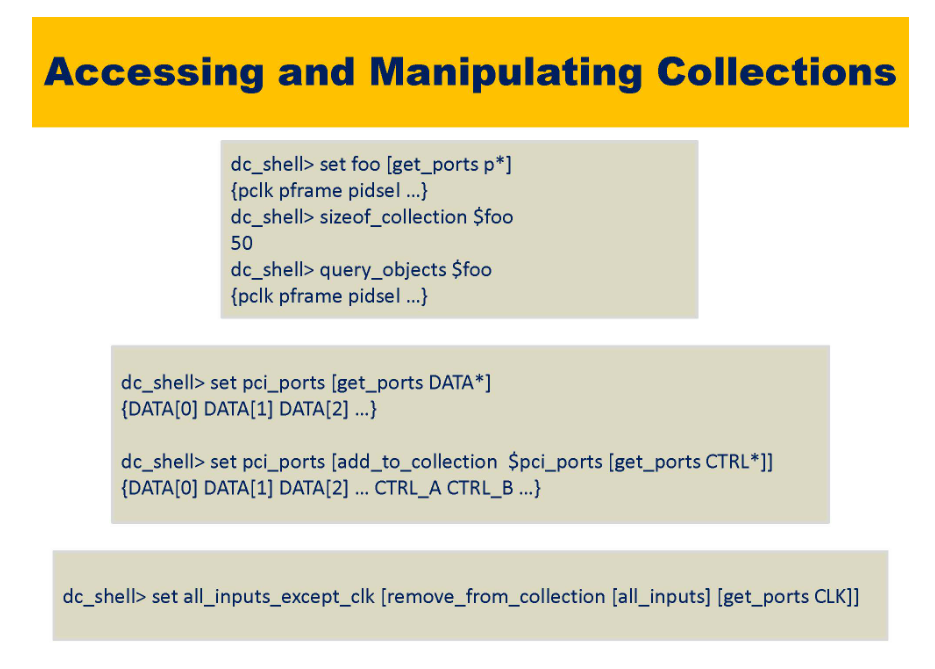 Accessing and Manipulating Collections
dc_shell> set foo [get_ports p*]
{pclk pframe pidsel …}
dc_shell> sizeof_collection $foo
50
dc_shell> query_objects $foo
{pclk pframe pidsel …}
dc_shell> set pci_ports [get_ports DATA*]
{DATA[0] DATA[1] DATA[2] …}
dc_shell> set pci_ports [add_to_collection  $pci_ports [get_ports CTRL*]]
{DATA[0] DATA[1] DATA[2] … CTRL_A CTRL_B …}
dc_shell> set all_inputs_except_clk [remove_from_collection [all_inputs] [get_ports CLK]]